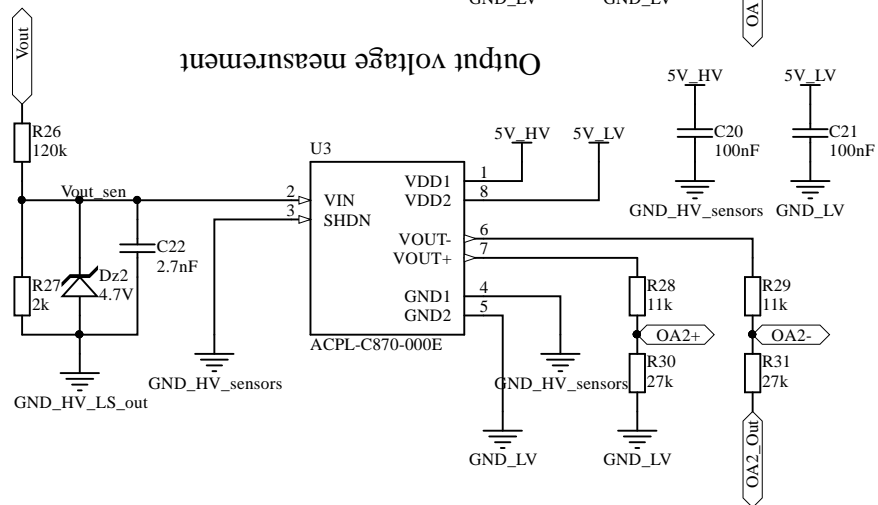 GND_LV
GND_LV
OA
Vout
Output voltage measurement
R26
120k
5V_HV
5V_LV
C20
100nF
C21
100nF
GND_HV_sensors
GND_LV
U3
5V_HV
5V_LV
Vout_sen
2
VIN
3
SHDN
VDD1
1
VDD2
8
VOUT-
6
VOUT+
7
GND1
4
GND2
5
ACPL-C870-000E
C22
2.7nF
R27
2k
Dz2
4.7V
R28
11k
R29
11k
OA2+
OA2-
R30
27k
R31
27k
GND_HV_sensors
GND_HV_sensors
GND_HV_LS_out
GND_LV
GND_LV
OA2_Out